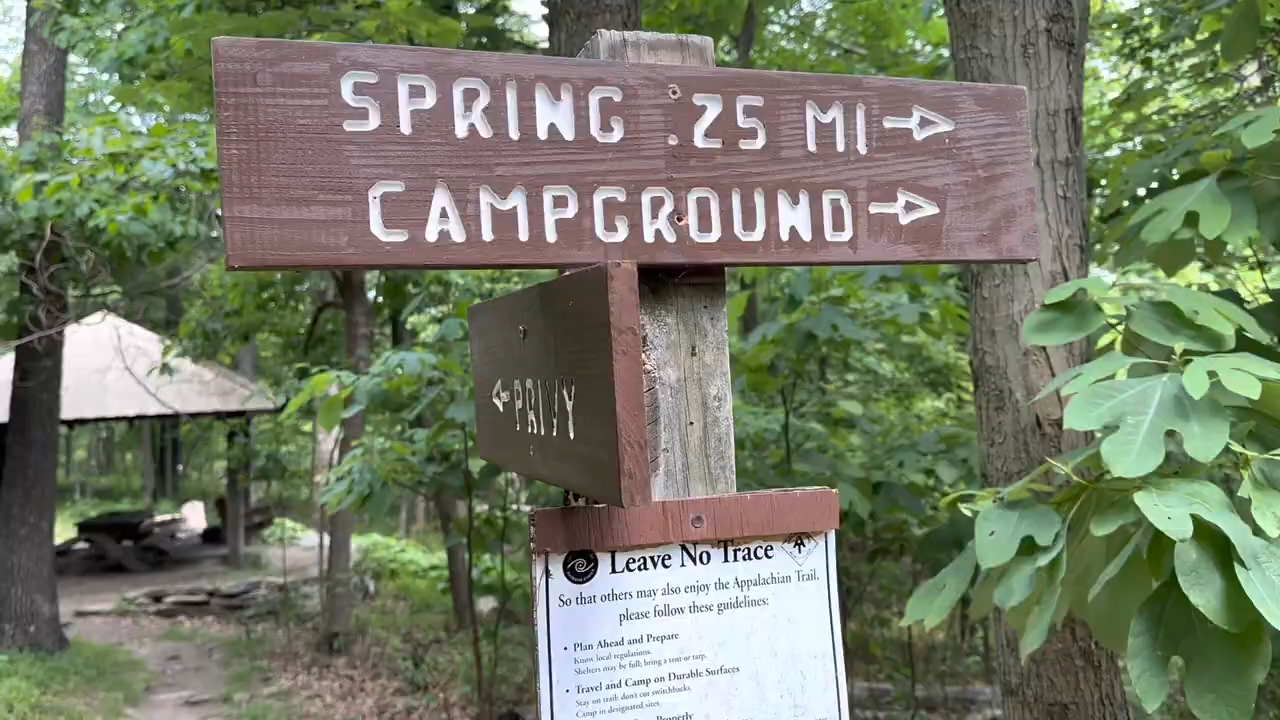 SPRING .25 MI
CAMPGROUND
PRIVY
Leave No Trace
So that others may also enjoy the Appalachian Trail,
please follow these guidelines:
• Plan Ahead and Prepare
Know local regulations.
Shelters may be full; bring a tent or tarp.
• Travel and Camp on Durable Surfaces
Stay on trail; don't cut switchbacks.
Camp in designated sites
Properly